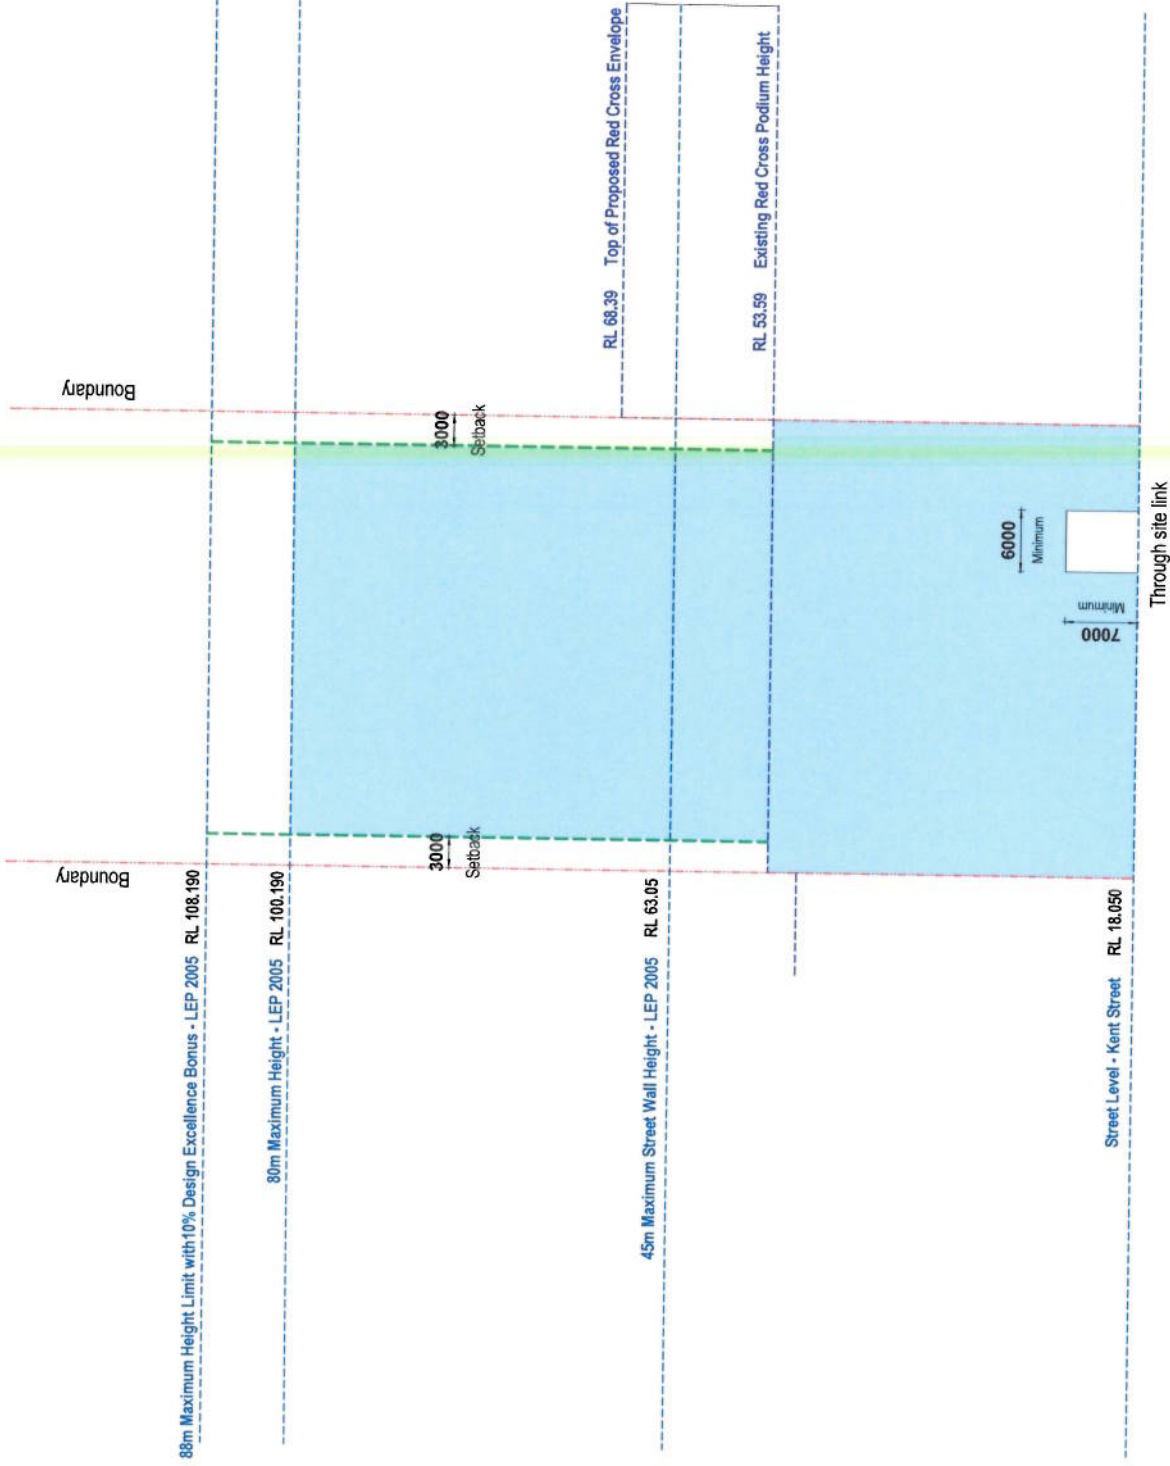 88m Maximum Height Limit with10% Design Excellence Bonus - LEP 2005 RL 108.190
80m Maximum Height - LEP 2005 RL 100.190
45m Maximum Street Wall Height - LEP 2005 RL 63.05
Street Level - Kent Street RL 18.050
Boundary
Boundary
3000
Setback
3000
Setback
RL 68.39 Top of Proposed Red Cross Envelope
RL 53.59 Existing Red Cross Podium Height
6000
Minimum
7000
Minimum
Through site link